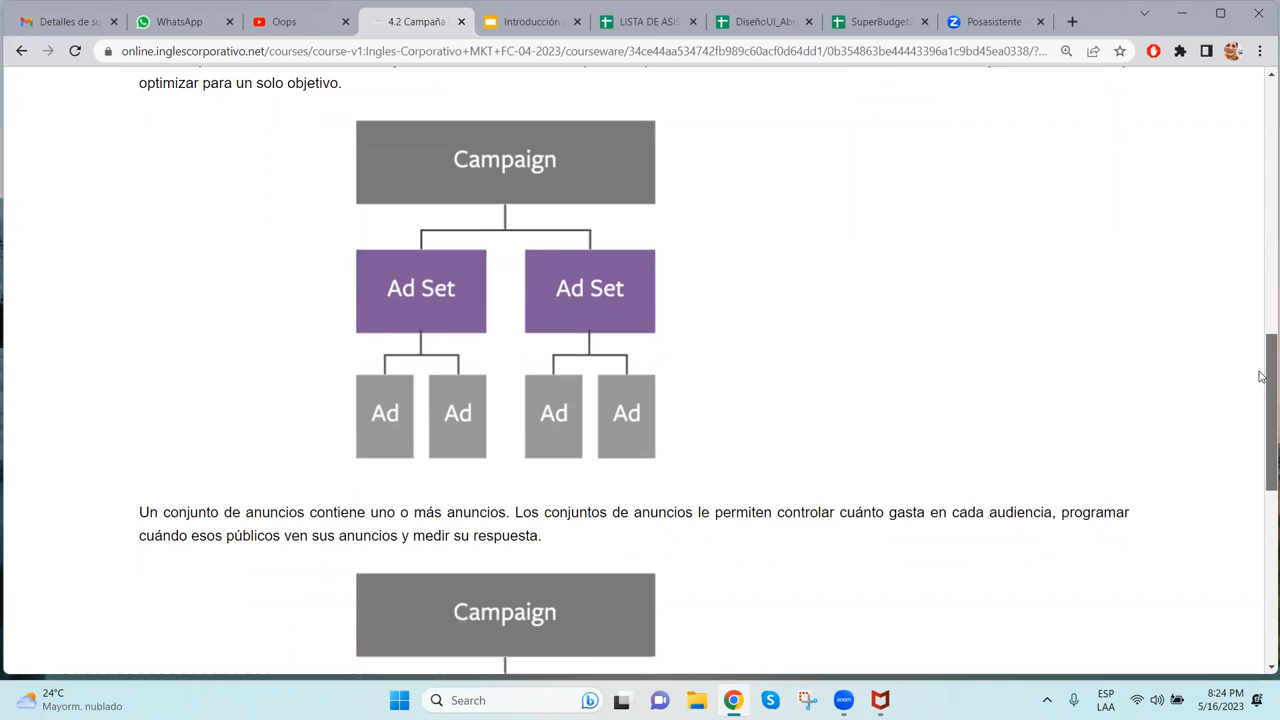 Detalles de su
WhatsApp
Oops
4.2 Campaña
Introducción
LISTA DE ASIS
DiseñoUI_Ab
SuperBudget
Posasistente
online.inglescorporativo.net/courses/course-v1:Ingles-Corporativo+MKT+FC-04-2023/courseware/34ce44aa534742fb989c60acf0d64dd1/0b354863be44443396a1c9bd45ea0338/?...
optimizar para un solo objetivo.
Campaign
Ad Set Ad Set
Ad Ad Ad Ad
Un conjunto de anuncios contiene uno o más anuncios. Los conjuntos de anuncios le permiten controlar cuánto gasta en cada audiencia, programar
cuándo esos públicos ven sus anuncios y medir su respuesta.
Campaign
24°C
Mayorm. nublado
Search
zoom
ESP
LAA
8:24 PM
5/16/2023